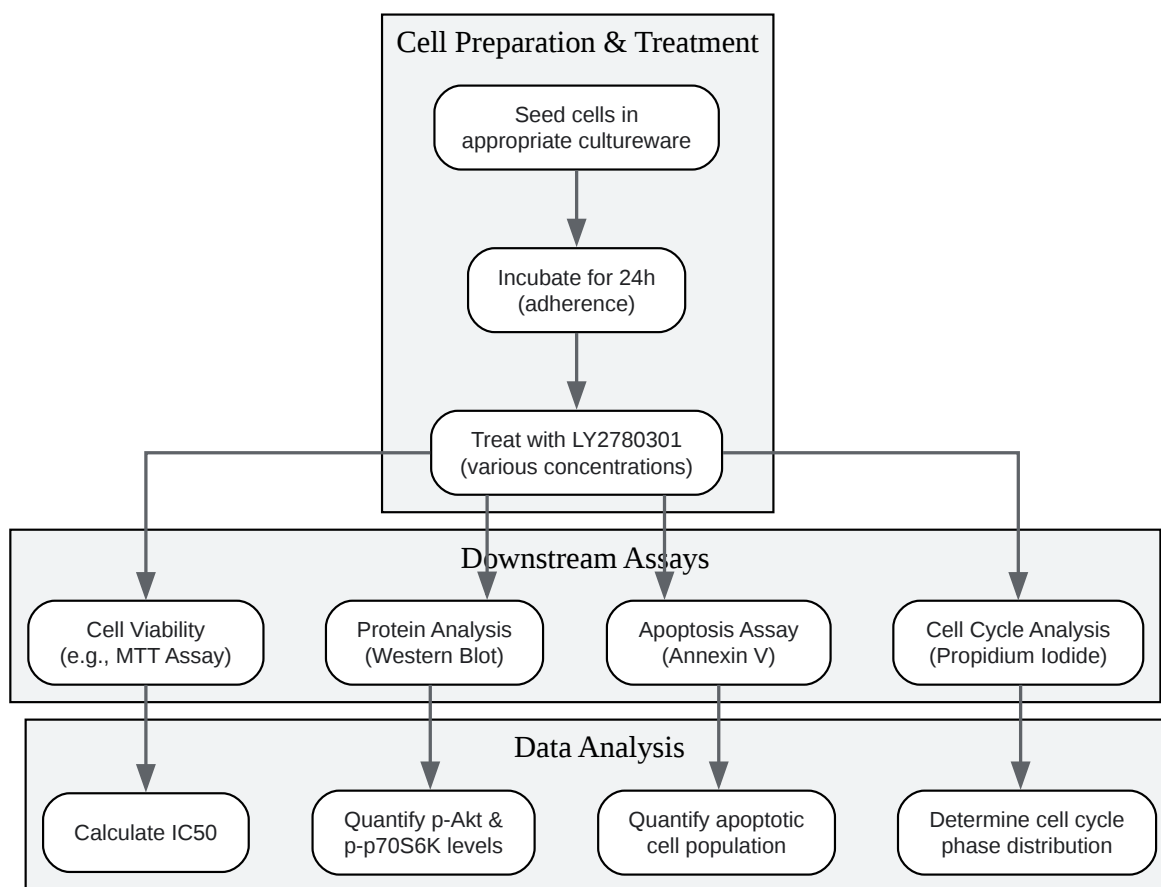 Cell Preparation & Treatment
Seed cells in
appropriate cultureware
Incubate for 24h
(adherence)
Treat with LY2780301
(various concentrations)
Downstream Assays
Cell Viability
(e.g., MTT Assay)
Protein Analysis
(Western Blot)
Apoptosis Assay
(Annexin V)
Cell Cycle Analysis
(Propidium Iodide)
Data Analysis
Calculate IC50
Quantify p-Akt &
p-p70S6K levels
Quantify apoptotic
cell population
Determine cell cycle
phase distribution